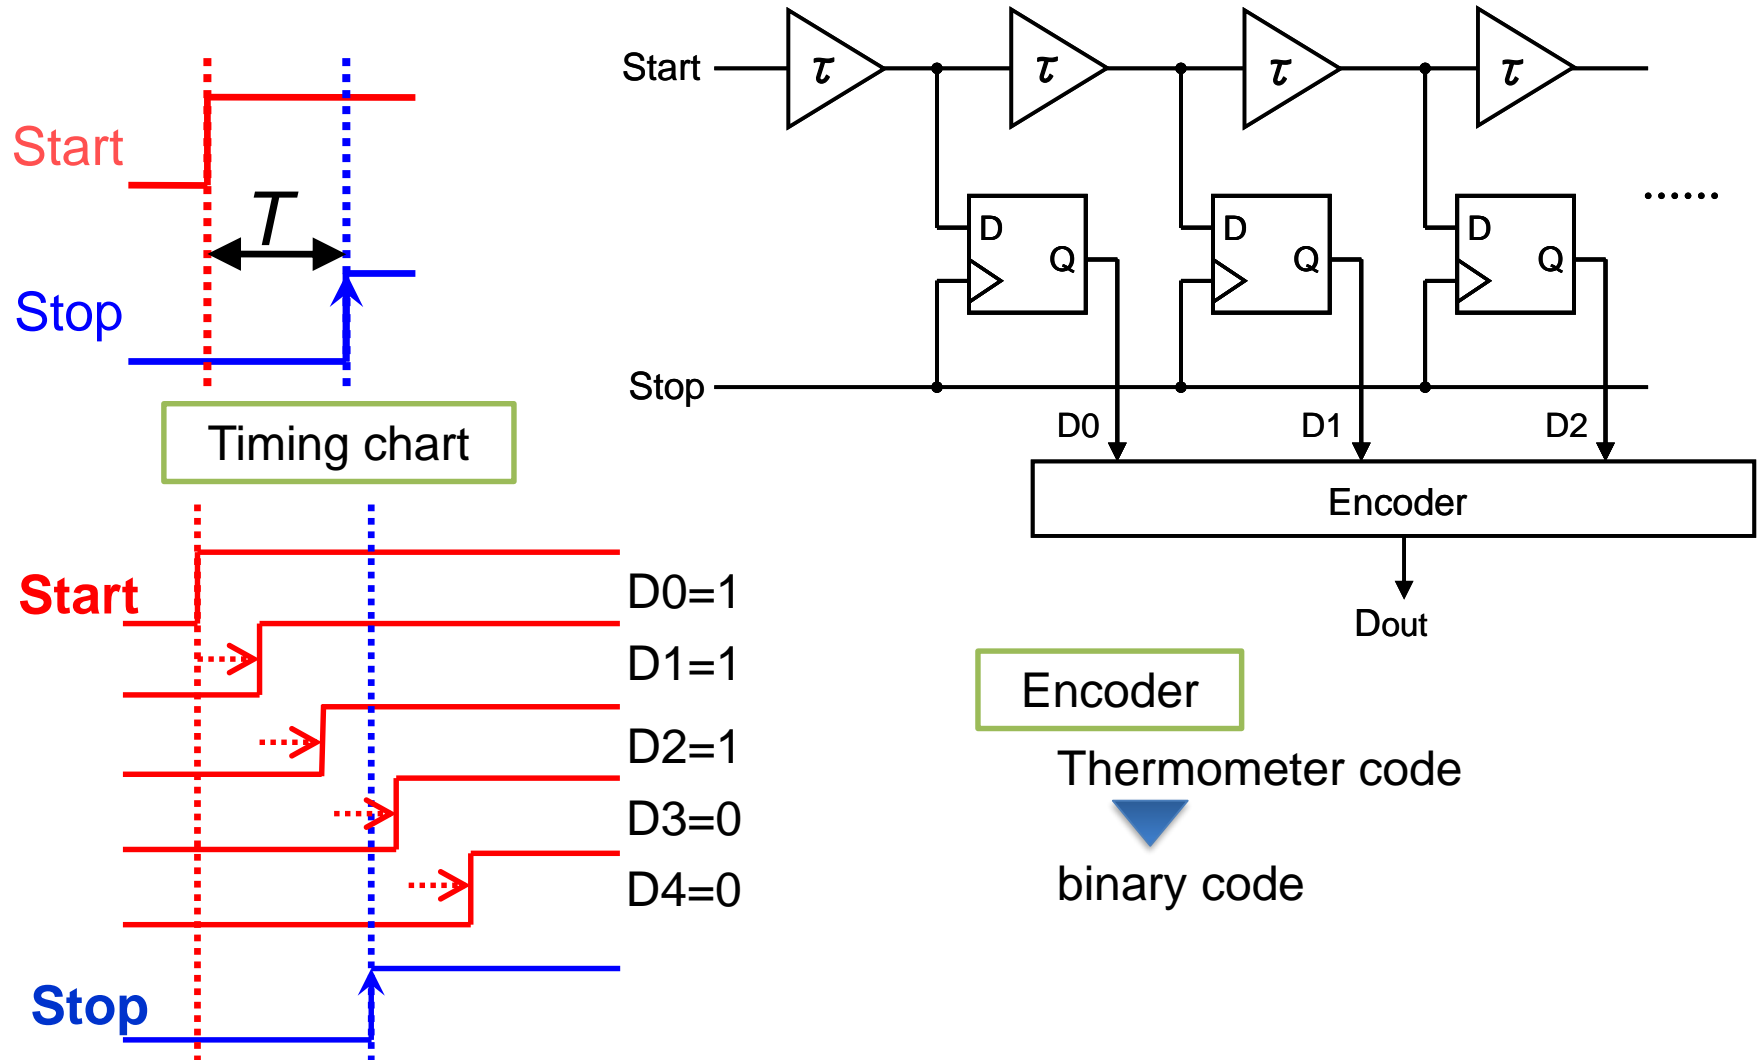 Start
T
Stop
Timing chart
Start
D0=1
D1=1
D2=1
D3=0
D4=0
Stop
Start
τ
τ
τ
τ
D
Q
D
Q
D
Q
......
Stop
D0
D1
D2
Encoder
Dout
Encoder
Thermometer code
binary code